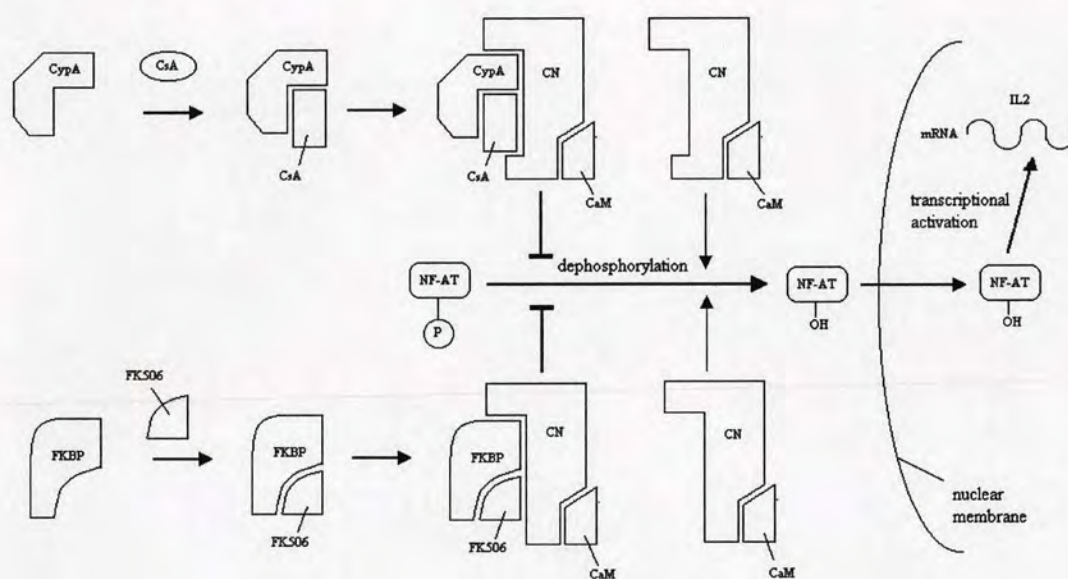 CypA
CsA
CypA
CsA
CypA
CN
CsA
CaM
CN
CaM
IL2
mRNA
transcriptional
activation
dephosphorylation
NF-AT
P
NF-AT
OH
NF-AT
OH
FK506
FKBP
FKBP
FK506
FKBP
CN
FK506
CaM
CN
CaM
nuclear
membrane